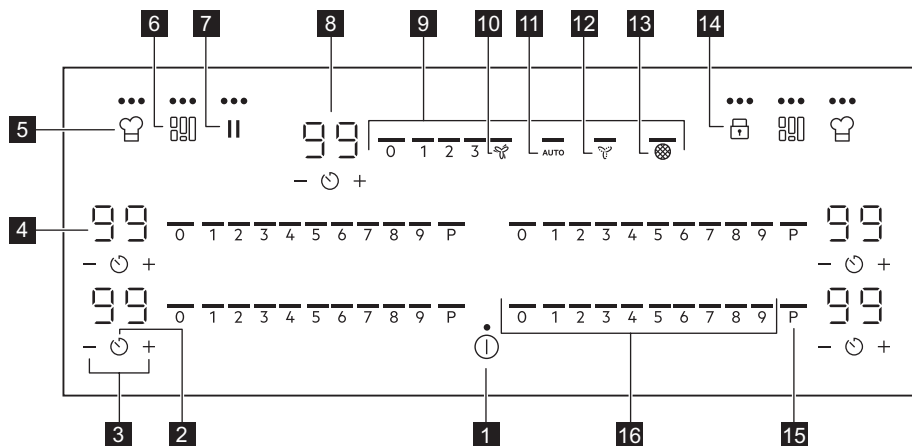 6 7 8 9 10 11 12 13 14
5
99
0 1 2 3 AUTO
− +
4 99 0 1 2 3 4 5 6 7 8 9 P 0 1 2 3 4 5 6 7 8 9 P 99
− + − +
99 0 1 2 3 4 5 6 7 8 9 P 0 1 2 3 4 5 6 7 8 9 P 99
− + − +
3 2 1 16 15